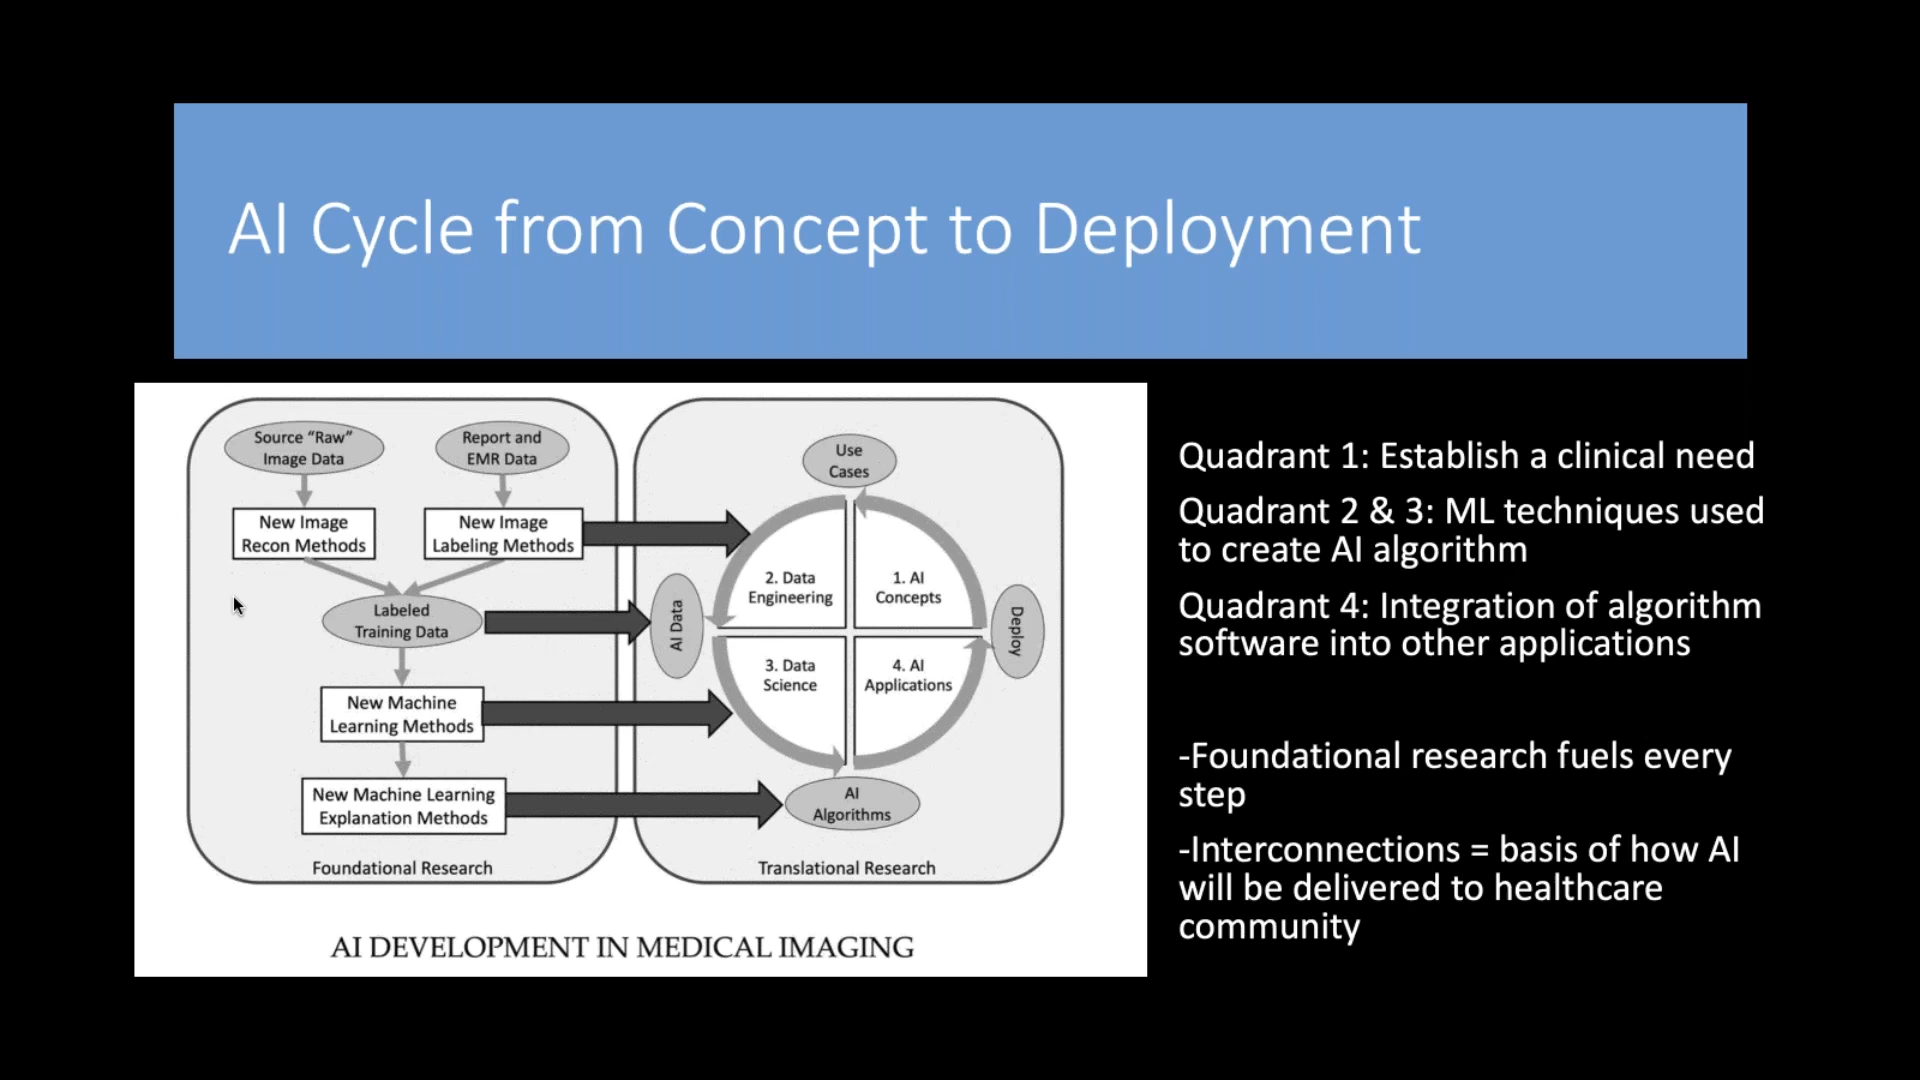 AI Cycle from Concept to Deployment
Source “Raw”
Image Data
Report and
EMR Data
New Image
Recon Methods
New Image
Labeling Methods
Labeled
Training Data
New Machine
Learning Methods
New Machine Learning
Explanation Methods
Foundational Research
Use
Cases
2. Data
Engineering
1. AI
Concepts
AI Data
Deploy
3. Data
Science
4. AI
Applications
AI
Algorithms
Translational Research
AI DEVELOPMENT IN MEDICAL IMAGING
Quadrant 1: Establish a clinical need
Quadrant 2 & 3: ML techniques used
to create AI algorithm
Quadrant 4: Integration of algorithm
software into other applications
-Foundational research fuels every
step
-Interconnections = basis of how AI
will be delivered to healthcare
community